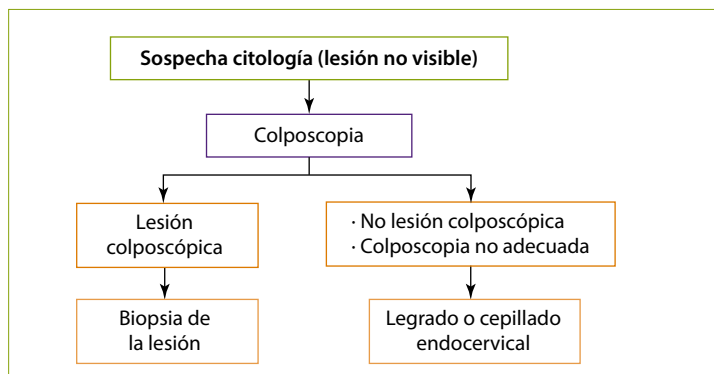 Sospecha citología (lesión no visible)
Colposcopia
Lesión
colposcópica
· No lesión colposcópica
· Colposcopia no adecuada
Biopsia de
la lesión
Legrado o cepillado
endocervical